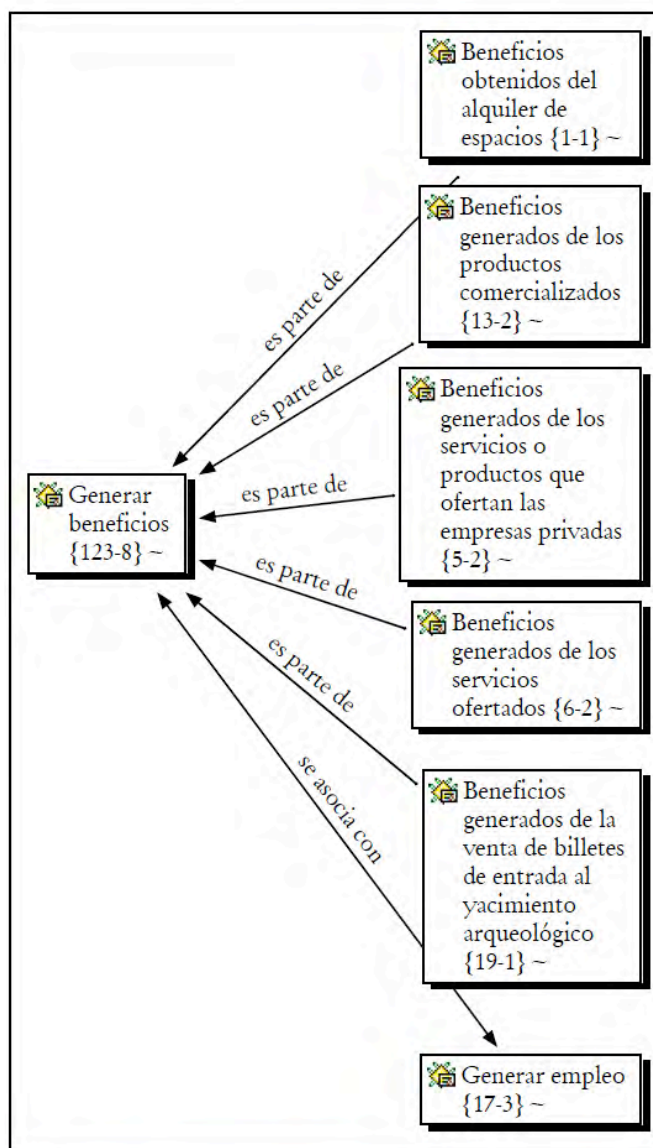 Beneficios
obtenidos del
alquiler de
espacios {1-1} ~
Beneficios
generados de los
productos
comercializados
{13-2} ~
es parte de
es parte de
Beneficios
generados de los
servicios o
productos que
ofertan las
empresas privadas
{5-2} ~
es parte de
Generar
beneficios
{123-8} ~
es parte de
Beneficios
generados de los
servicios
ofertados {6-2} ~
es parte de
se asocia con
Beneficios
generados de la
venta de billetes
de entrada al
yacimiento
arqueológico
{19-1} ~
Generar empleo
{17-3} ~